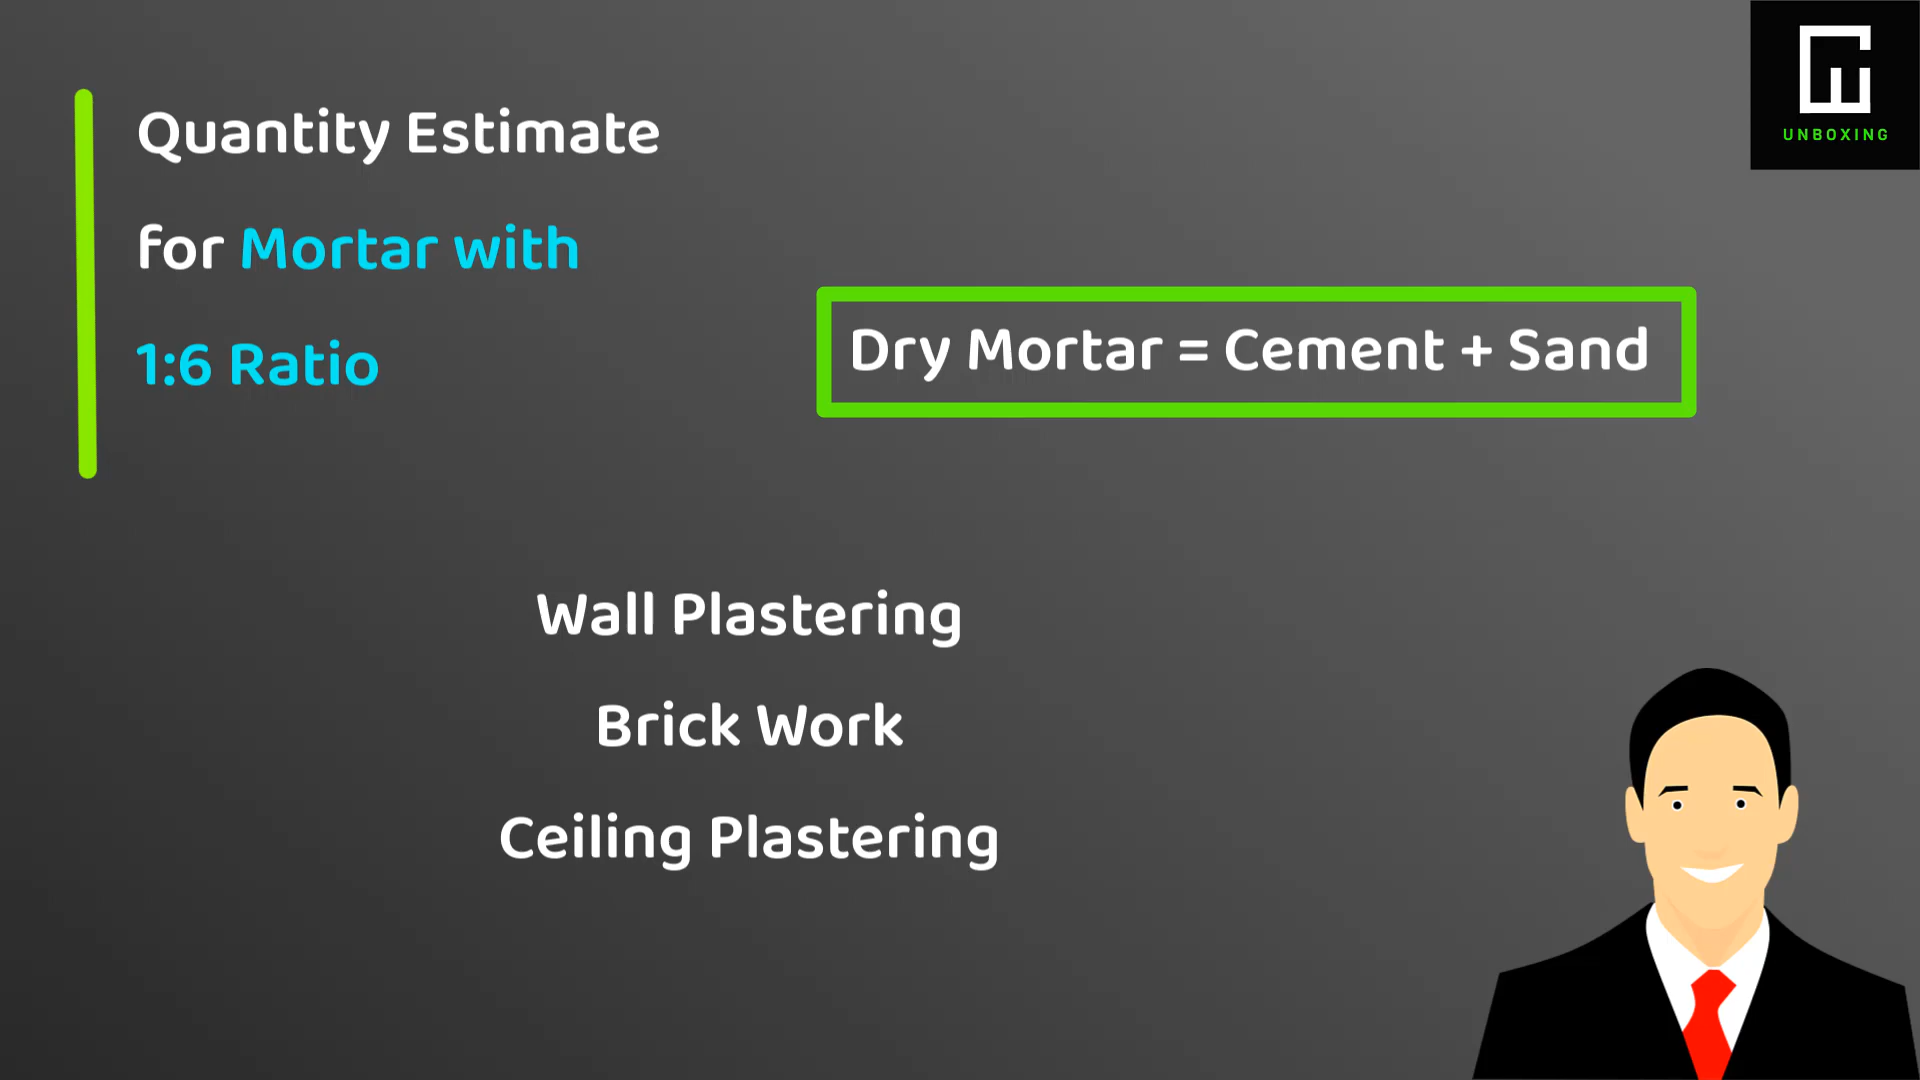 Quantity Estimate
for Mortar with
1:6 Ratio
UNBOXING
Dry Mortar = Cement + Sand
Wall Plastering
Brick Work
Ceiling Plastering